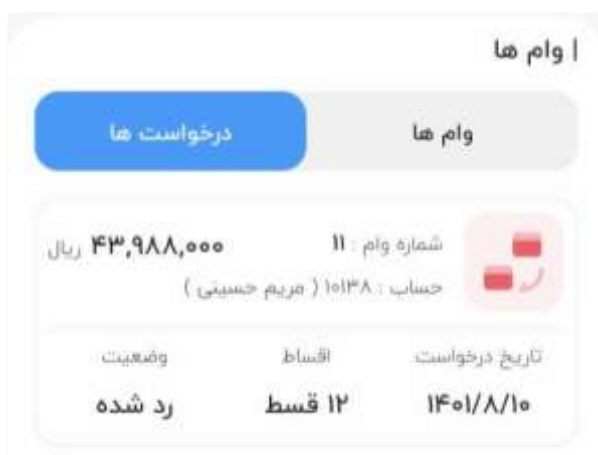 | وام ها
وام ها درخواست ها
شماره وام : ۱۱ ۴۳,۹۸۸,۰۰۰ ریال
حساب : ۱۰۱۳۸ ( مریم حسینی )
تاریخ درخواست اقساط وضعیت
۱۴۰۱/۸/۱۰ ۱۲ قسط رد شده